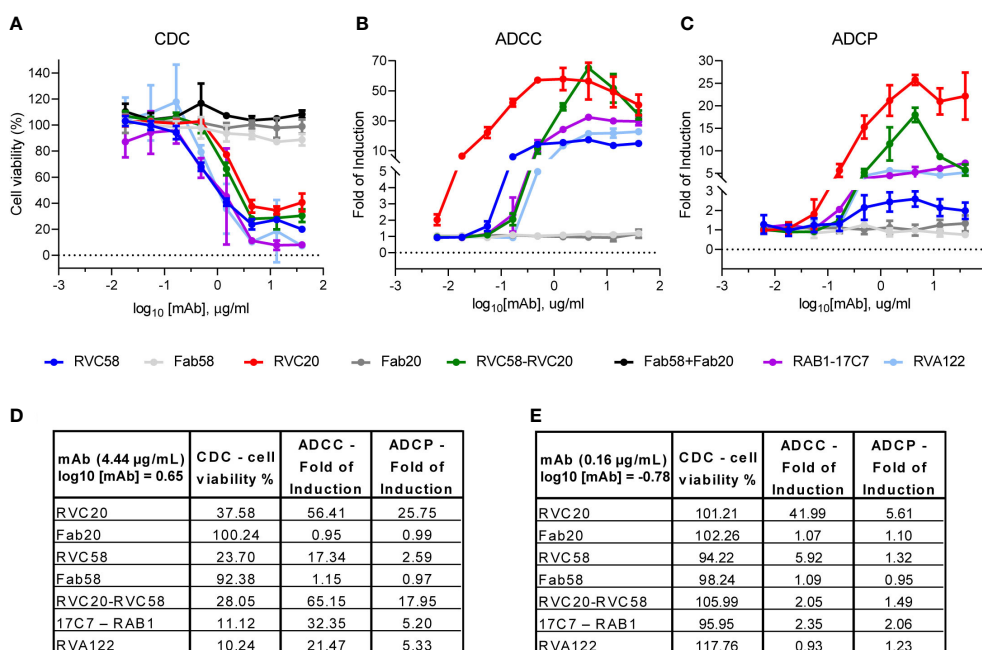 A
CDC
Cell viability (%)
140
120
100
80
60
40
20
0
-3
-2
-1
0
1
2
log10 [mAb], µg/ml
B
ADCC
Fold of Induction
70
50
30
10
5
4
3
2
1
0
-3
-2
-1
0
1
2
log10 [mAb], ug/ml
C
ADCP
Fold of Induction
30
25
20
15
10
5
3
2
1
0
-3
-2
-1
0
1
2
log10 [mAb], ug/ml
RVC58 Fab58 RVC20 Fab20 RVC58-RVC20 Fab58+Fab20 RAB1-17C7 RVA122
D
mAb (4.44 µg/mL) log10 [mAb] = 0.65 CDC - cell viability % ADCC - Fold of Induction ADCP - Fold of Induction
RVC20 37.58 56.41 25.75
Fab20 100.24 0.95 0.99
RVC58 23.70 17.34 2.59
Fab58 92.38 1.15 0.97
RVC20-RVC58 28.05 65.15 17.95
17C7 – RAB1 11.12 32.35 5.20
RVA122 10.24 21.47 5.33
E
mAb (0.16 µg/mL) log10 [mAb] = -0.78 CDC - cell viability % ADCC - Fold of Induction ADCP - Fold of Induction
RVC20 101.21 41.99 5.61
Fab20 102.26 1.07 1.10
RVC58 94.22 5.92 1.32
Fab58 98.24 1.09 0.95
RVC20-RVC58 105.99 2.05 1.49
17C7 – RAB1 95.95 2.35 2.06
RVA122 117.76 0.93 1.23